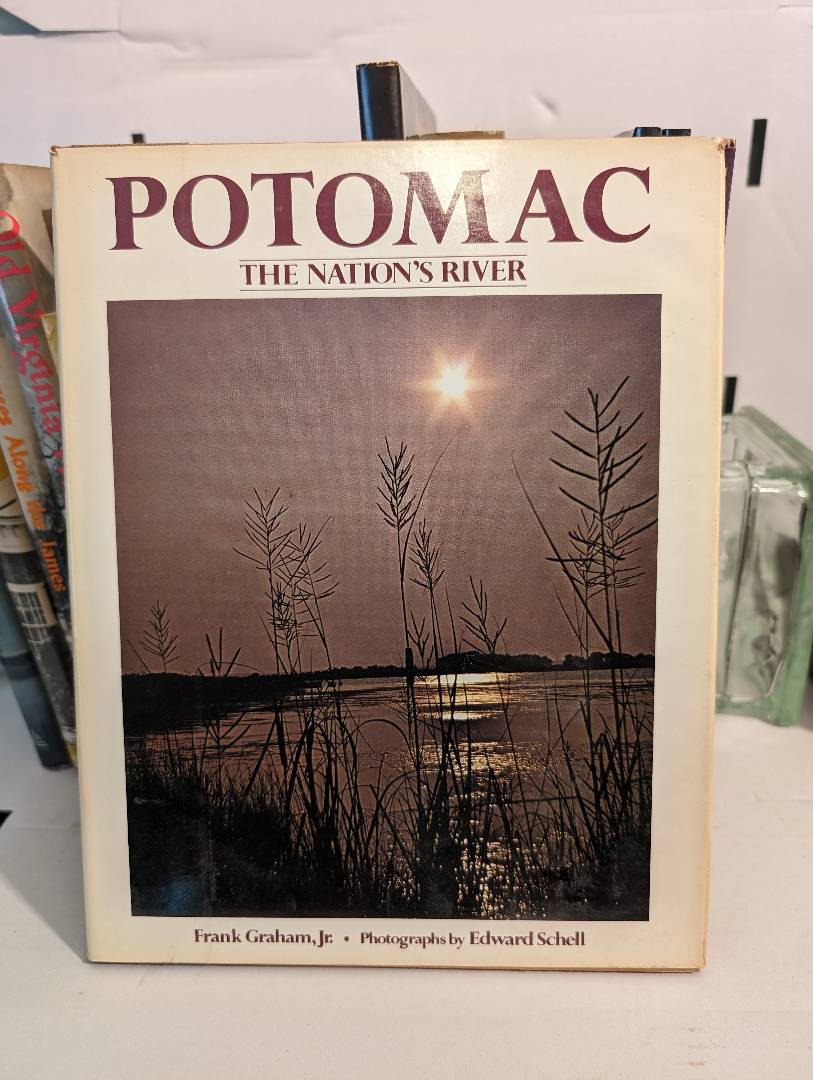 POTOMAC
THE NATION'S RIVER
Frank Graham, Jr. • Photographs by Edward Schell
Old Virginia
Along the James